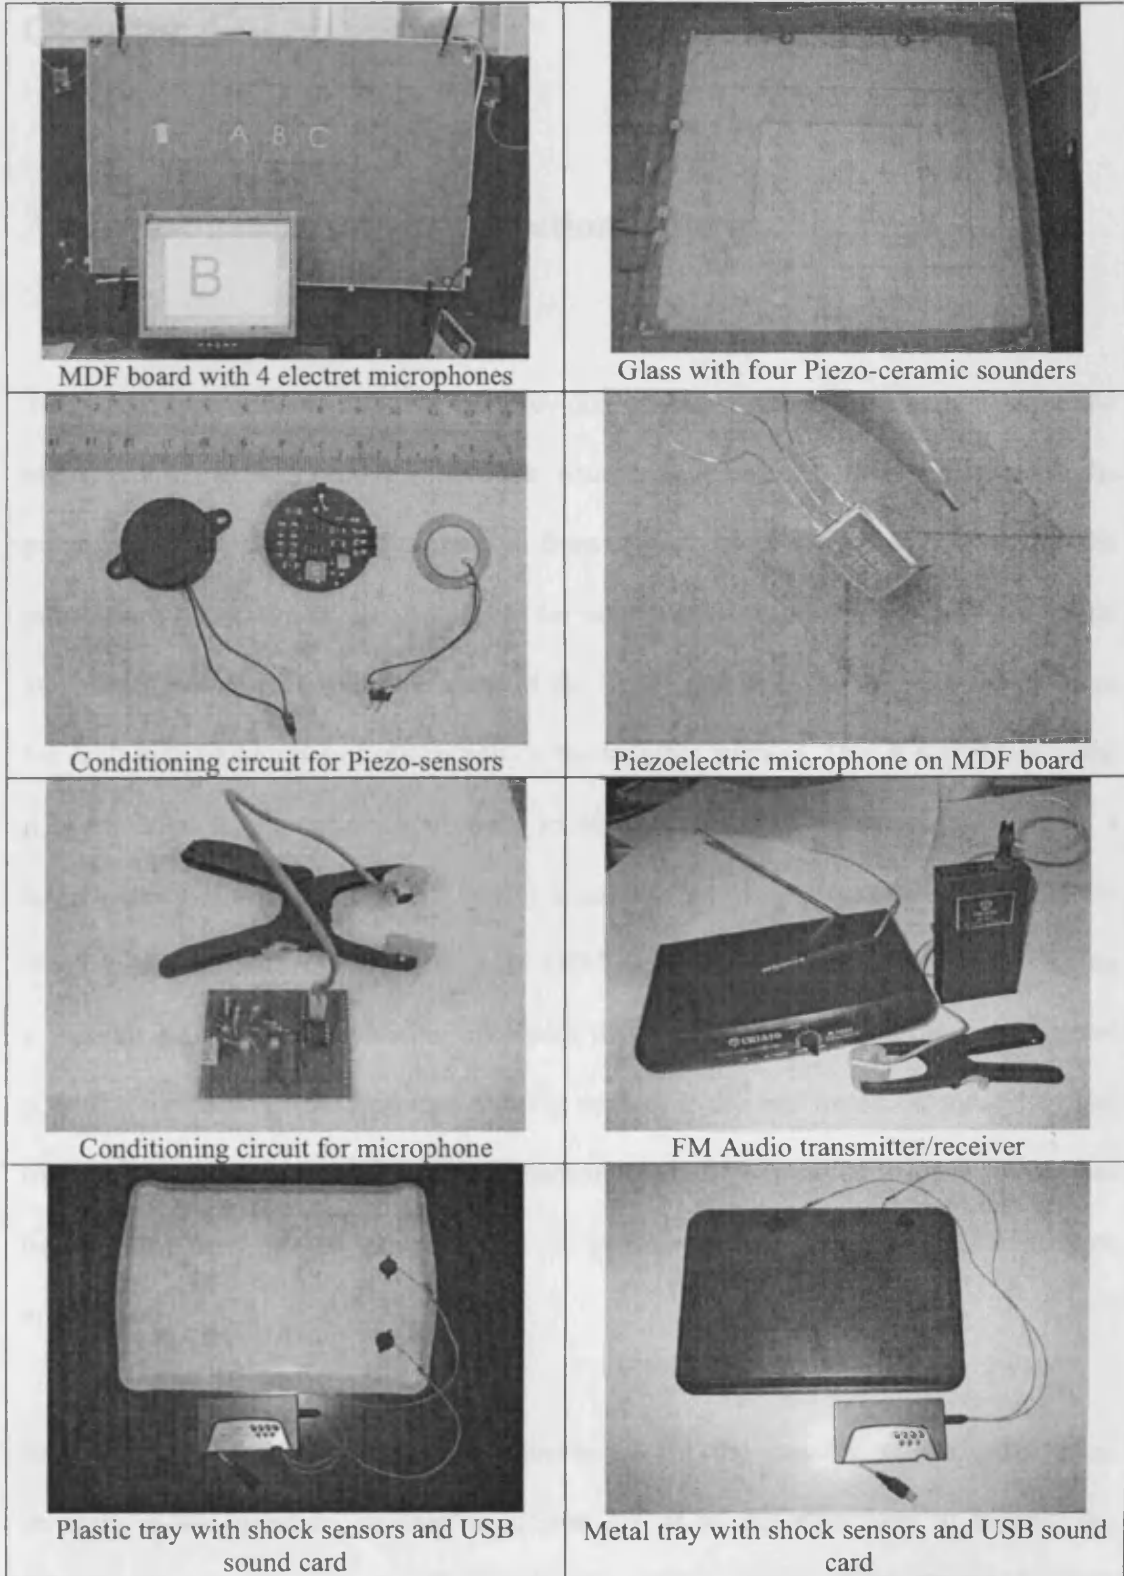 A B C
B
MDF board with 4 electret microphones
Glass with four Piezo-ceramic sounders
Conditioning circuit for Piezo-sensors
Piezoelectric microphone on MDF board
Conditioning circuit for microphone
FM Audio transmitter/receiver
Plastic tray with shock sensors and USB
sound card
Metal tray with shock sensors and USB sound
card